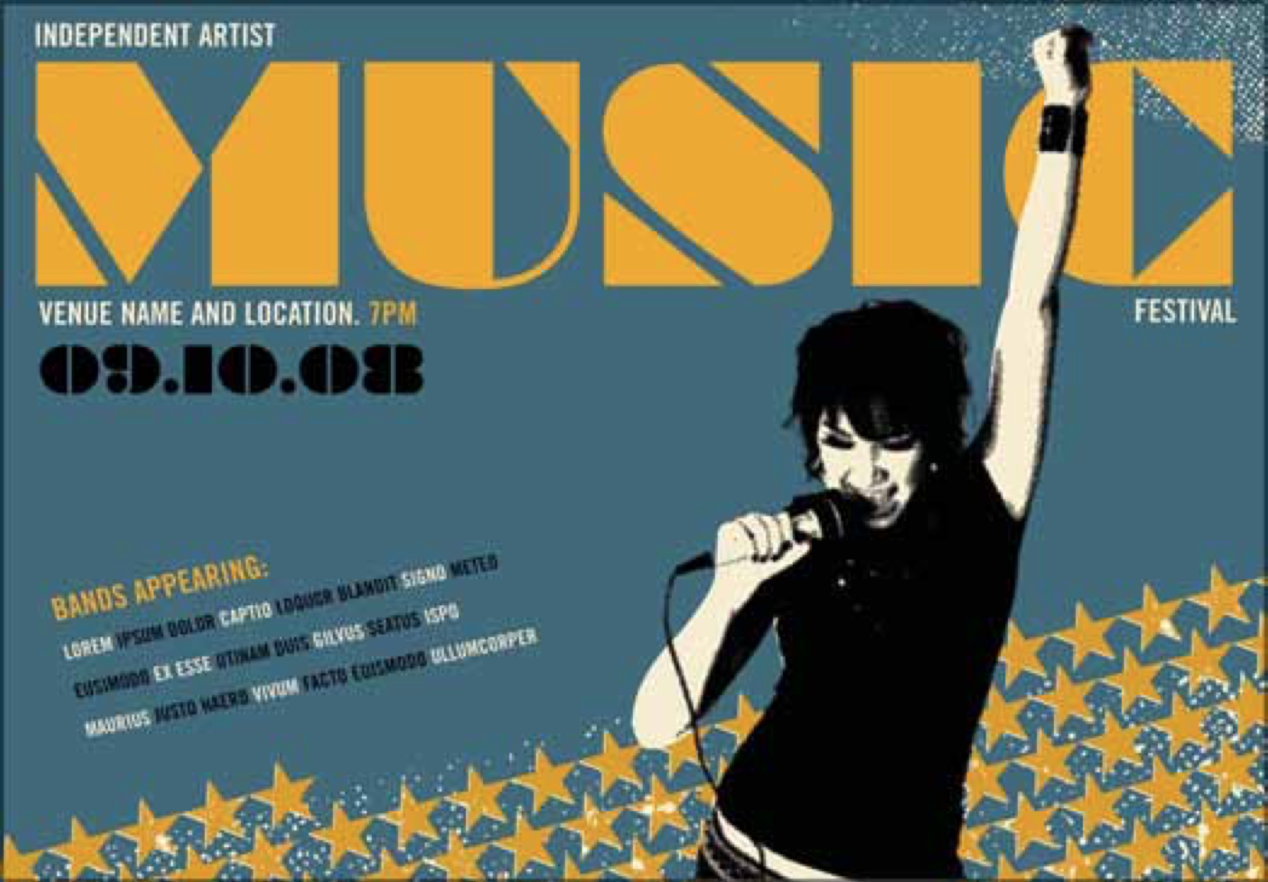 INDEPENDENT ARTIST
MUSIC
VENUE NAME AND LOCATION. 7PM
FESTIVAL
09.10.08
BANDS APPEARING:
LOREM IPSUM DOLOR CAPTIO LOQUOR BLANDIT SIGNO METEO
EUSIMODO EX ESSE UTINAM DUIS GILVUS SEATUS ISPO
MAURIUS JUSTO HAERO VIVUM FACTO EUISMODO ULLUMCORPER